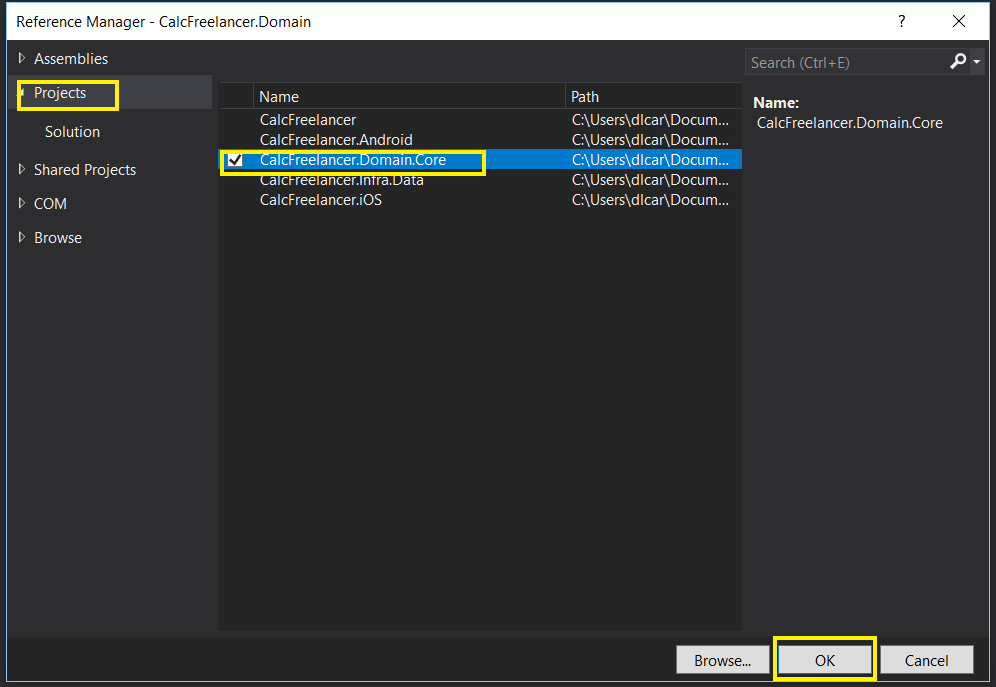 Reference Manager - CalcFreelancer.Domain
?
Assemblies
Projects
Solution
Shared Projects
COM
Browse
Name Path
CalcFreelancer C:\Users\dlcar\Docum...
CalcFreelancer.Android C:\Users\dlcar\Docum...
CalcFreelancer.Domain.Core C:\Users\dlcar\Docum...
CalcFreelancer.Infra.Data C:\Users\dlcar\Docum...
CalcFreelancer.iOS C:\Users\dlcar\Docum...
Search (Ctrl+E)
Name:
CalcFreelancer.Domain.Core
Browse... OK Cancel